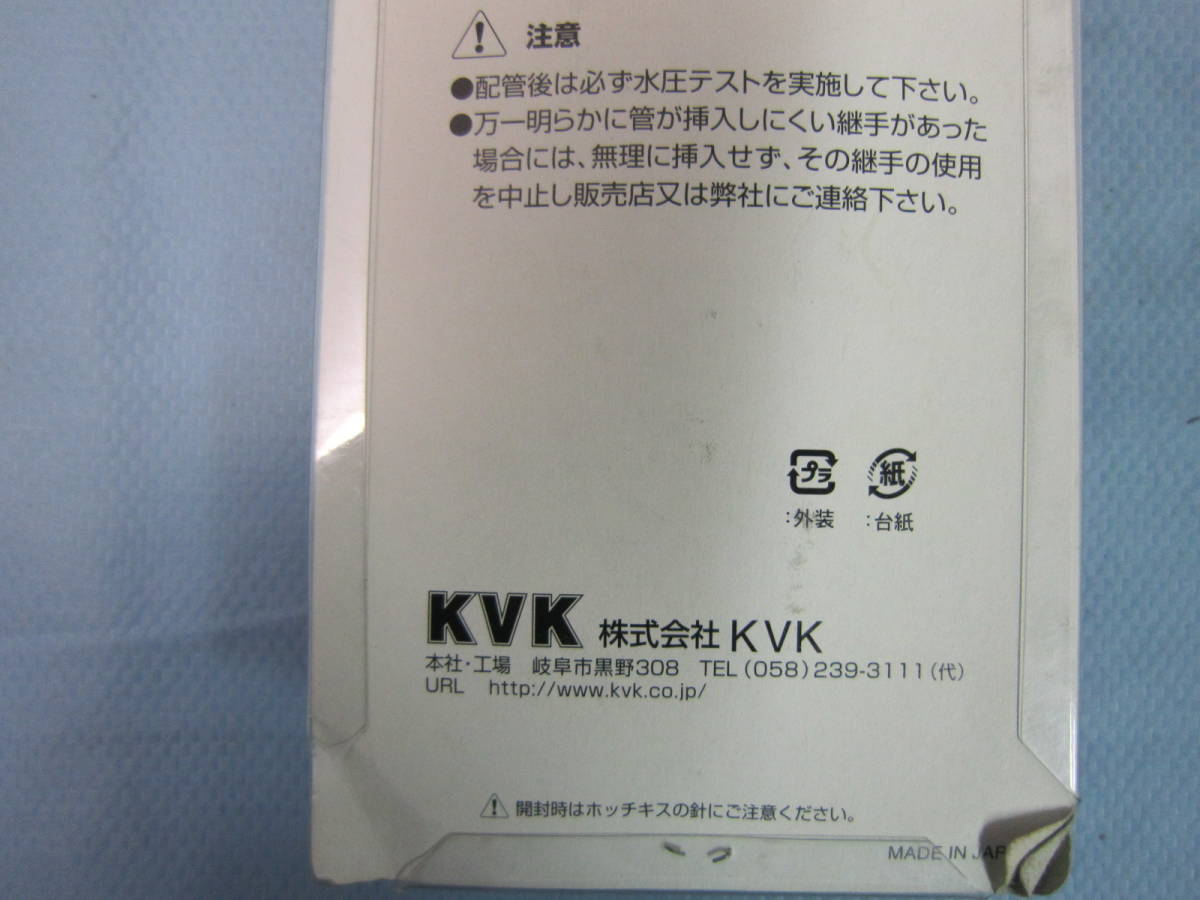 注意
●配管後は必ず水圧テストを実施して下さい。
●万一明らかに管が挿入しにくい継手があった
場合には、無理に挿入せず、その継手の使用
を中止し販売店又は弊社にご連絡下さい。
プラ 紙
:外装 :台紙
KVK 株式会社KVK
本社・工場 岐阜市黒野308 TEL(058)239-3111(代)
URL http://www.kvk.co.jp/
開封時はホッチキスの針にご注意ください。
MADE IN JAP